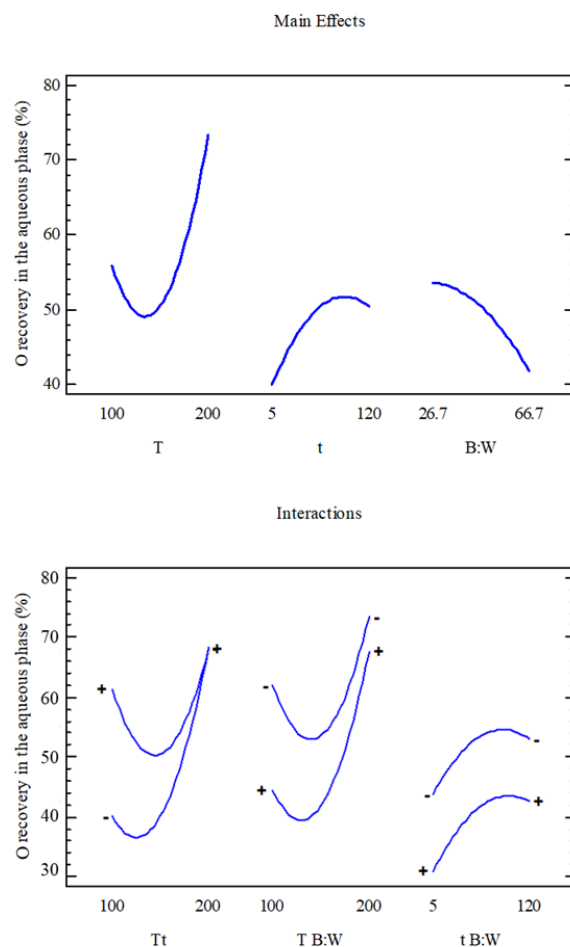 Main Effects
O recovery in the aqueous phase (%)
80
70
60
50
40
100 200 5 120 26.7 66.7
T t B:W
Interactions
O recovery in the aqueous phase (%)
80
70
60
50
40
30
+ - + - + - + - + - +
100 200 100 200 5 120
Tt T B:W t B:W